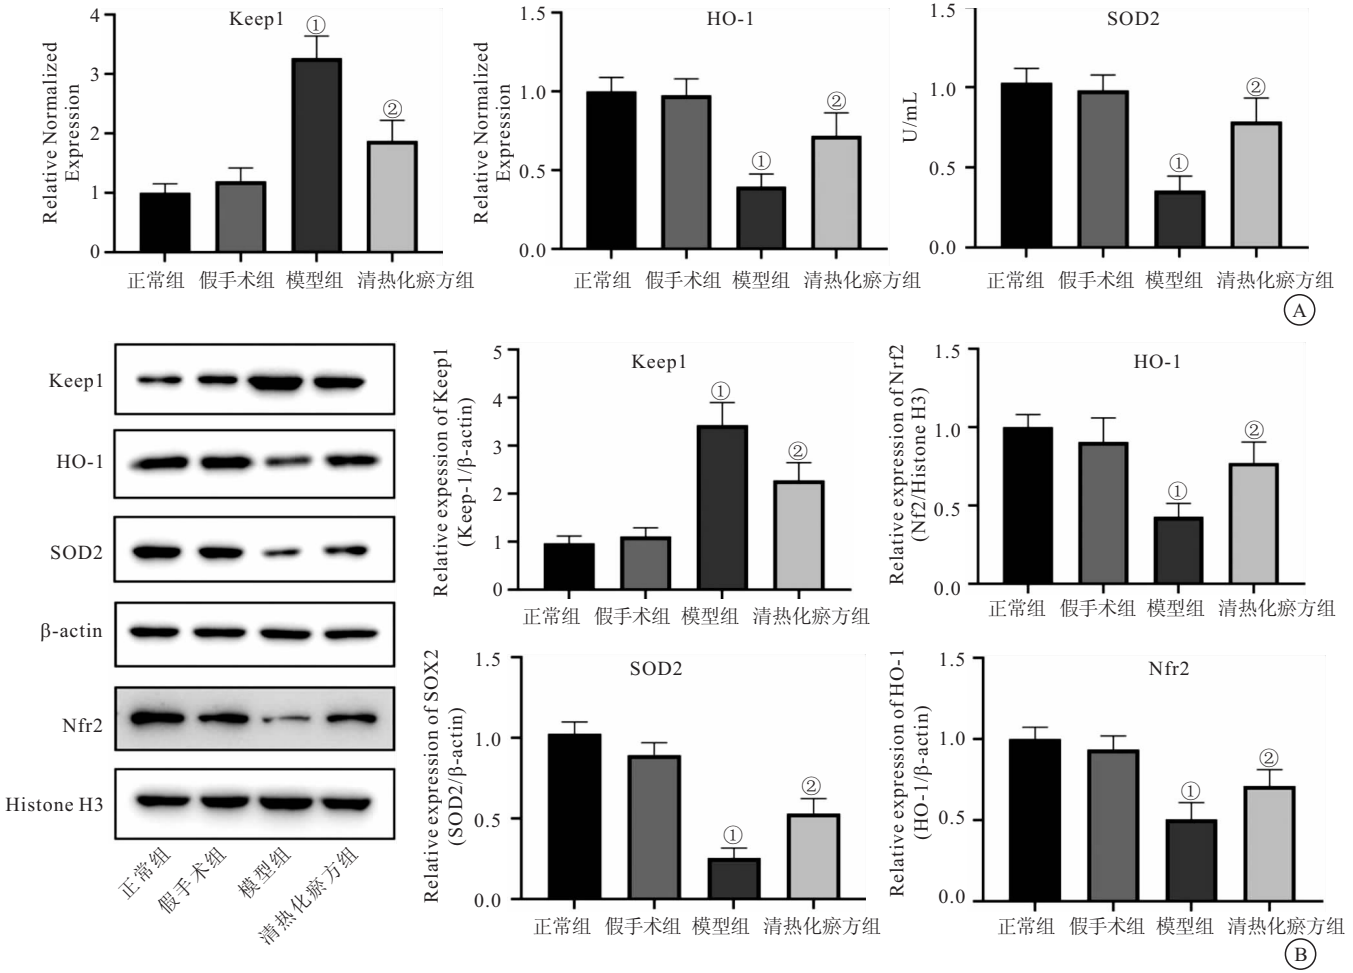 Keep1
Relative Normalized
Expression
4
3
2
1
0
①
②
正常组 假手术组 模型组 清热化瘀方组
HO-1
Relative Normalized
Expression
1.5
1.0
0.5
0.0
①
②
正常组 假手术组 模型组 清热化瘀方组
SOD2
U/mL
1.5
1.0
0.5
0.0
①
②
正常组 假手术组 模型组 清热化瘀方组
A
Keep1
HO-1
SOD2
β-actin
Nfr2
Histone H3
正常组
假手术组
模型组
清热化瘀方组
Keep1
Relative expession of Keep1
(Keep-1/β-actin)
5
4
3
2
1
0
①
②
正常组 假手术组 模型组 清热化瘀方组
HO-1
Relative expression of Nrf2
(Nf2/Histone H3)
1.5
1.0
0.5
0.0
①
②
正常组 假手术组 模型组 清热化瘀方组
SOD2
Relative expression of SOX2
(SOD2/β-actin)
1.5
1.0
0.5
0.0
①
②
正常组 假手术组 模型组 清热化瘀方组
Nfr2
Relative expression of HO-1
(HO-1/β-actin)
1.5
1.0
0.5
0.0
①
②
正常组 假手术组 模型组 清热化瘀方组
B